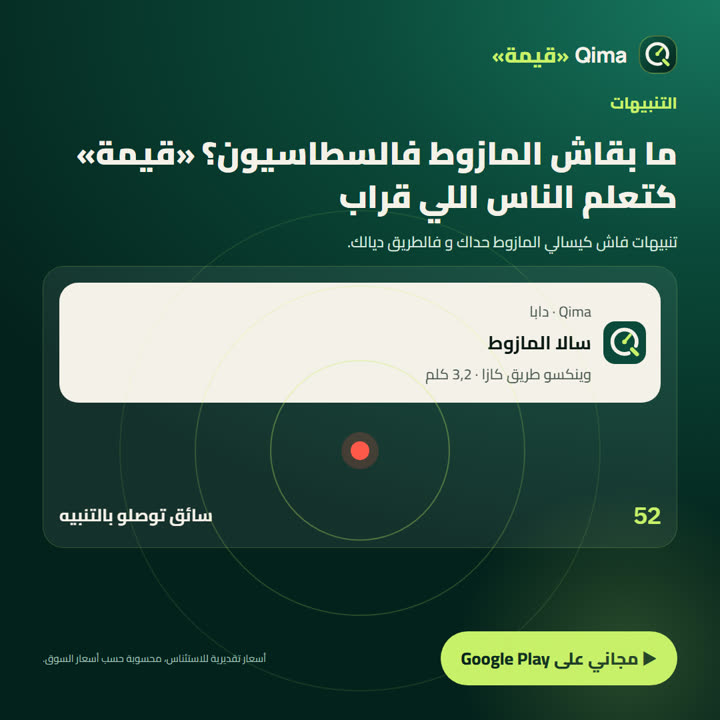 Qima «قيمة»
التنبيهات
ما بقاش المازوط فالسطاسيون؟ «قيمة»
كتعلم الناس اللي قراب
تنبيهات فاش كيسالي المازوط حداك و فالطريق ديالك.
Qima · دابا
سالا المازوط
وينكسو طريق كازا · 3,2 كلم
52
سائق توصلو بالتنبيه
مجاني على Google Play
أسعار تقديرية للاستئناس، محسوبة حسب أسعار السوق.